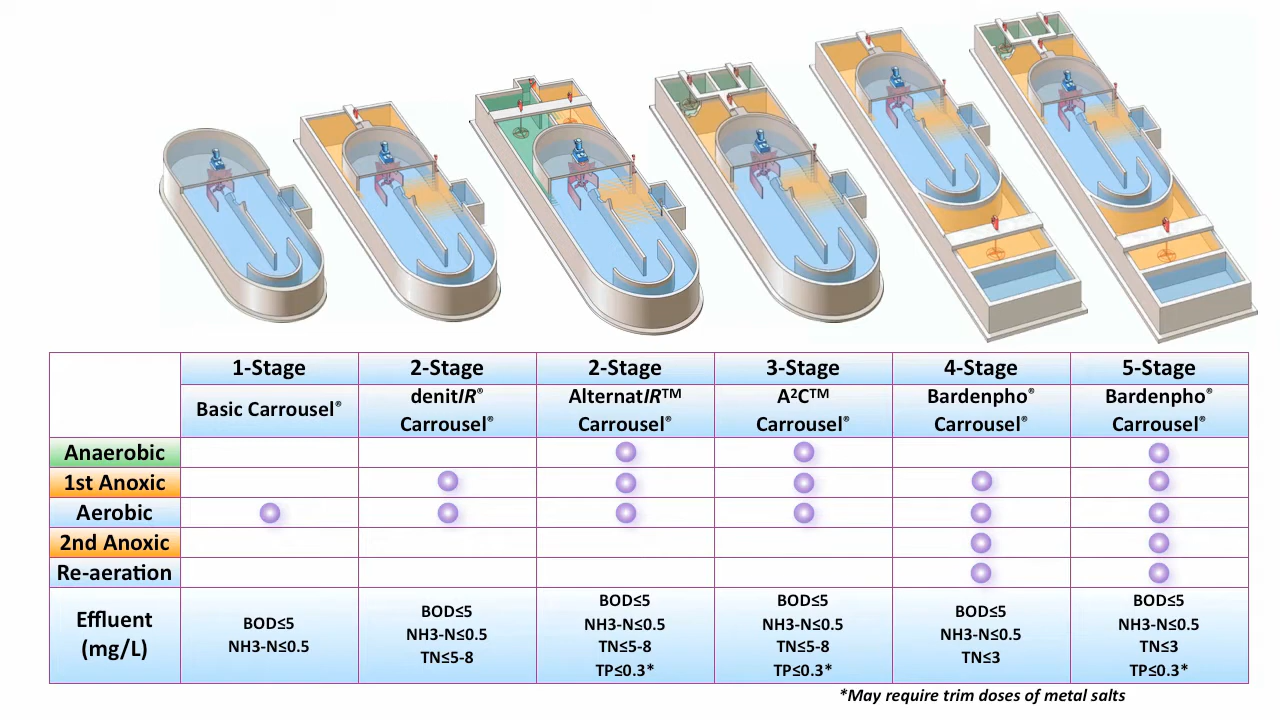 1-Stage 2-Stage 2-Stage 3-Stage 4-Stage 5-Stage
Basic Carrousel® denitIR® Carrousel® AlternatIR™ Carrousel® A²C™ Carrousel® Bardenpho® Carrousel® Bardenpho® Carrousel®
Anaerobic
1st Anoxic
Aerobic
2nd Anoxic
Re-aeration
Effluent
(mg/L)
BOD≤5
NH3-N≤0.5
BOD≤5
NH3-N≤0.5
TN≤5-8
BOD≤5
NH3-N≤0.5
TN≤5-8
TP≤0.3*
BOD≤5
NH3-N≤0.5
TN≤5-8
TP≤0.3*
BOD≤5
NH3-N≤0.5
TN≤3
BOD≤5
NH3-N≤0.5
TN≤3
TP≤0.3*
*May require trim doses of metal salts